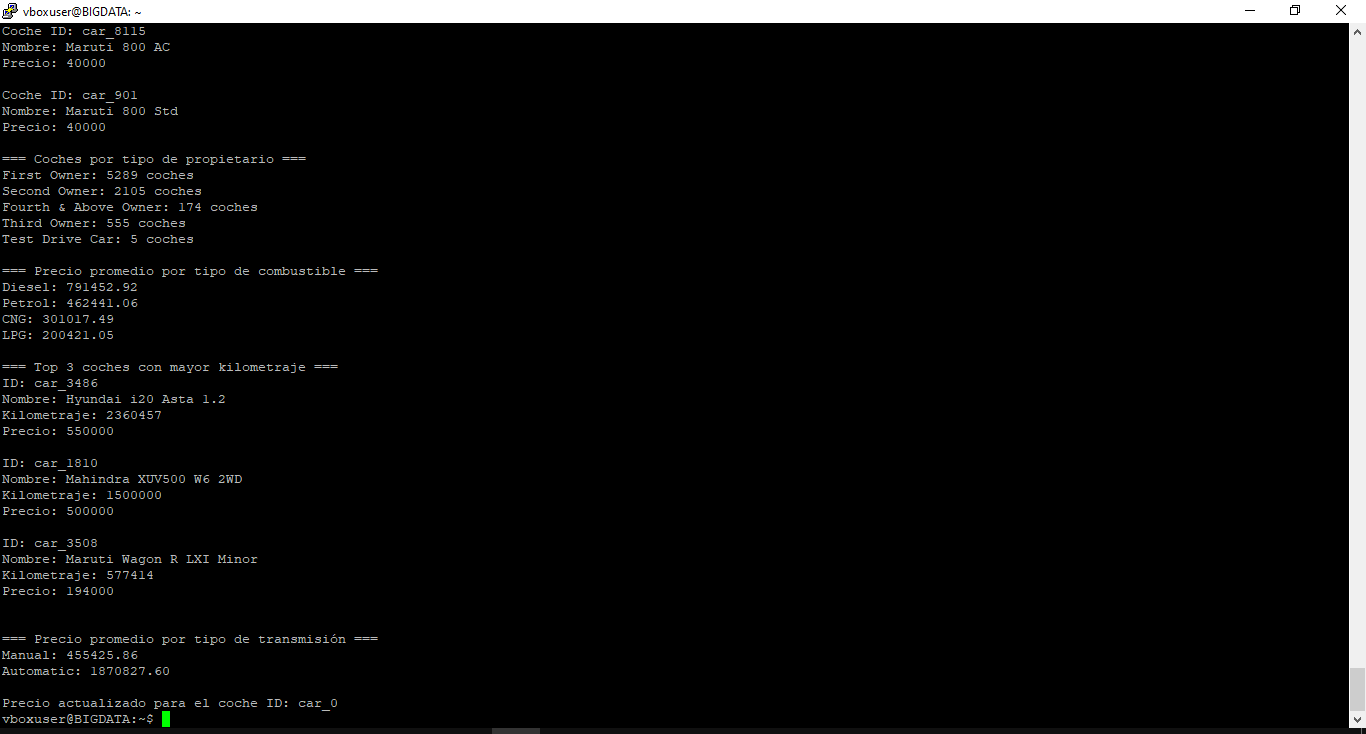 vboxuser@BIGDATA: ~
Coche ID: car_8115
Nombre: Maruti 800 AC
Precio: 40000
Coche ID: car_901
Nombre: Maruti 800 Std
Precio: 40000
=== Coches por tipo de propietario ===
First Owner: 5289 coches
Second Owner: 2105 coches
Fourth & Above Owner: 174 coches
Third Owner: 555 coches
Test Drive Car: 5 coches
=== Precio promedio por tipo de combustible ===
Diesel: 791452.92
Petrol: 462441.06
CNG: 301017.49
LPG: 200421.05
=== Top 3 coches con mayor kilometraje ===
ID: car_3486
Nombre: Hyundai i20 Asta 1.2
Kilometraje: 2360457
Precio: 550000
ID: car_1810
Nombre: Mahindra XUV500 W6 2WD
Kilometraje: 1500000
Precio: 500000
ID: car_3508
Nombre: Maruti Wagon R LXI Minor
Kilometraje: 577414
Precio: 194000
=== Precio promedio por tipo de transmisión ===
Manual: 455425.86
Automatic: 1870827.60
Precio actualizado para el coche ID: car_0
vboxuser@BIGDATA:~$